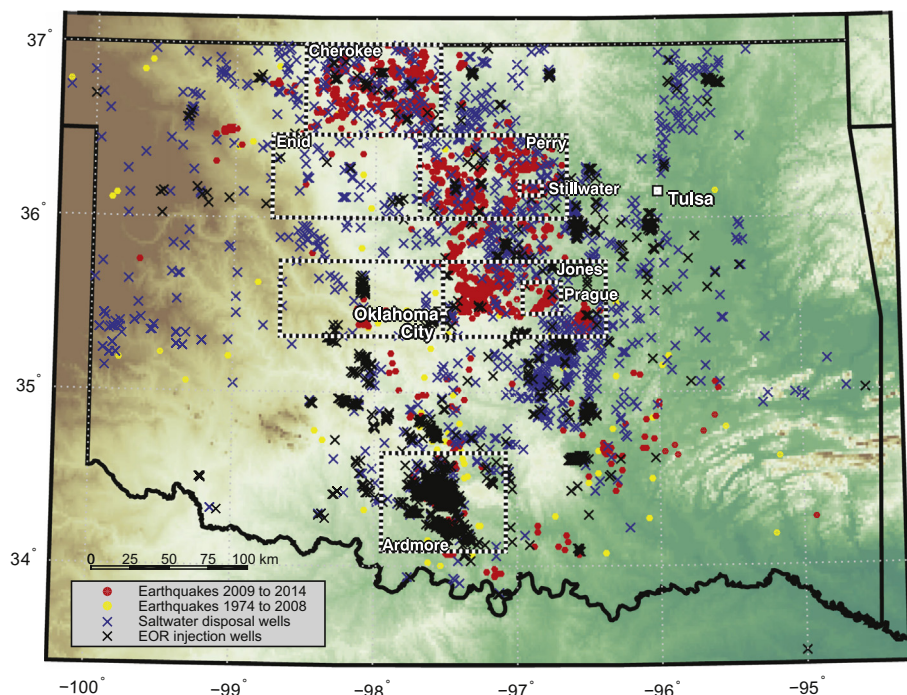 37°
Cherokee
Enid
Perry
Stillwater
Tulsa
36°
Jones
Prague
Oklahoma
City
35°
Ardmore
34°
0 25 50 75 100 km
Earthquakes 2009 to 2014
Earthquakes 1974 to 2008
Saltwater disposal wells
EOR injection wells
−100° −99° −98° −97° −96° −95°